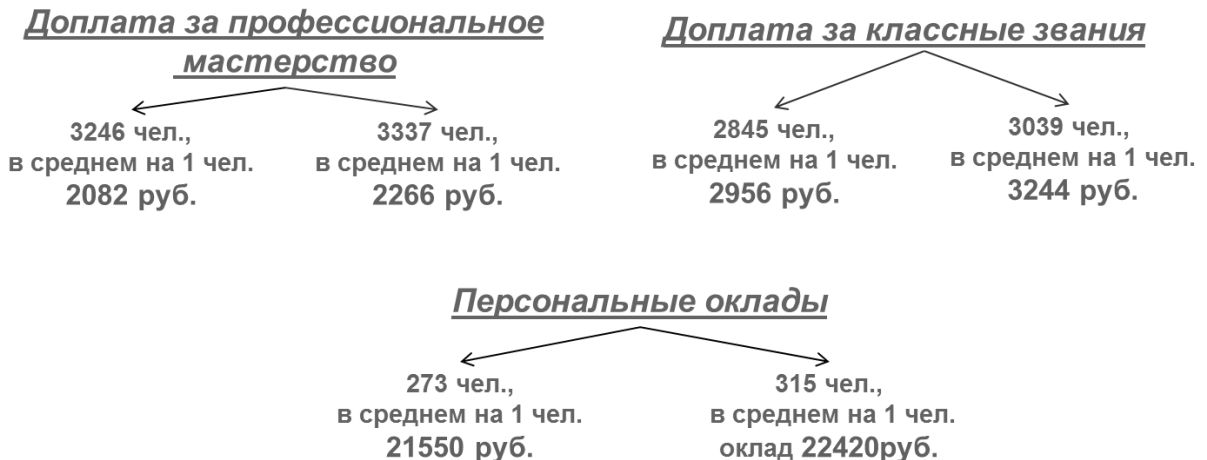 Доплата за профессиональное
мастерство
3246 чел.,
в среднем на 1 чел.
2082 руб.
3337 чел.,
в среднем на 1 чел.
2266 руб.
Доплата за классные звания
2845 чел.,
в среднем на 1 чел.
2956 руб.
3039 чел.,
в среднем на 1 чел.
3244 руб.
Персональные оклады
273 чел.,
в среднем на 1 чел.
21550 руб.
315 чел.,
в среднем на 1 чел.
оклад 22420руб.